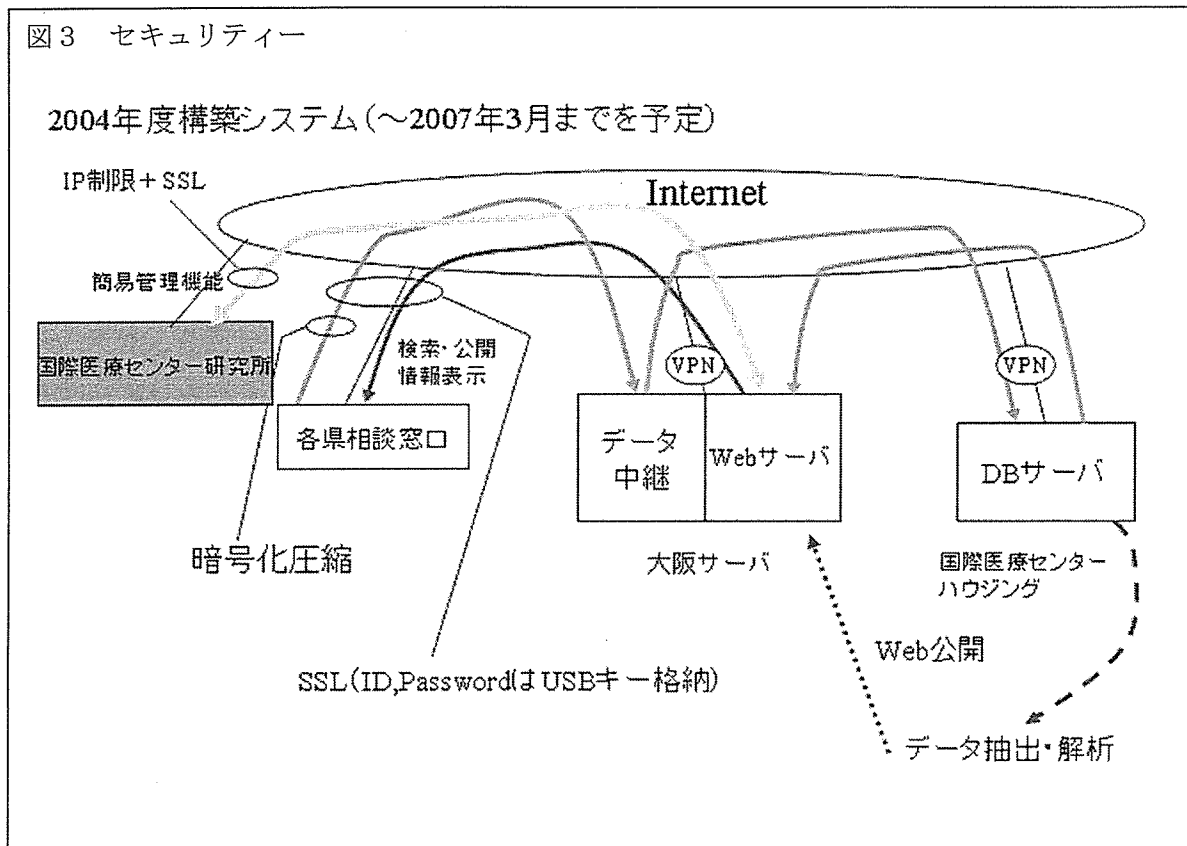 図３　セキュリティー
2004年度構築システム(～2007年3月までを予定)
IP制限＋SSL
Internet
簡易管理機能
国際医療センター研究所
検索・公開
情報表示
VPN
VPN
各県相談窓口
データ
中継
Webサーバ
DBサーバ
暗号化圧縮
大阪サーバ
国際医療センター
ハウジング
Web公開
SSL(ID,PasswordはUSBキー格納)
データ抽出・解析